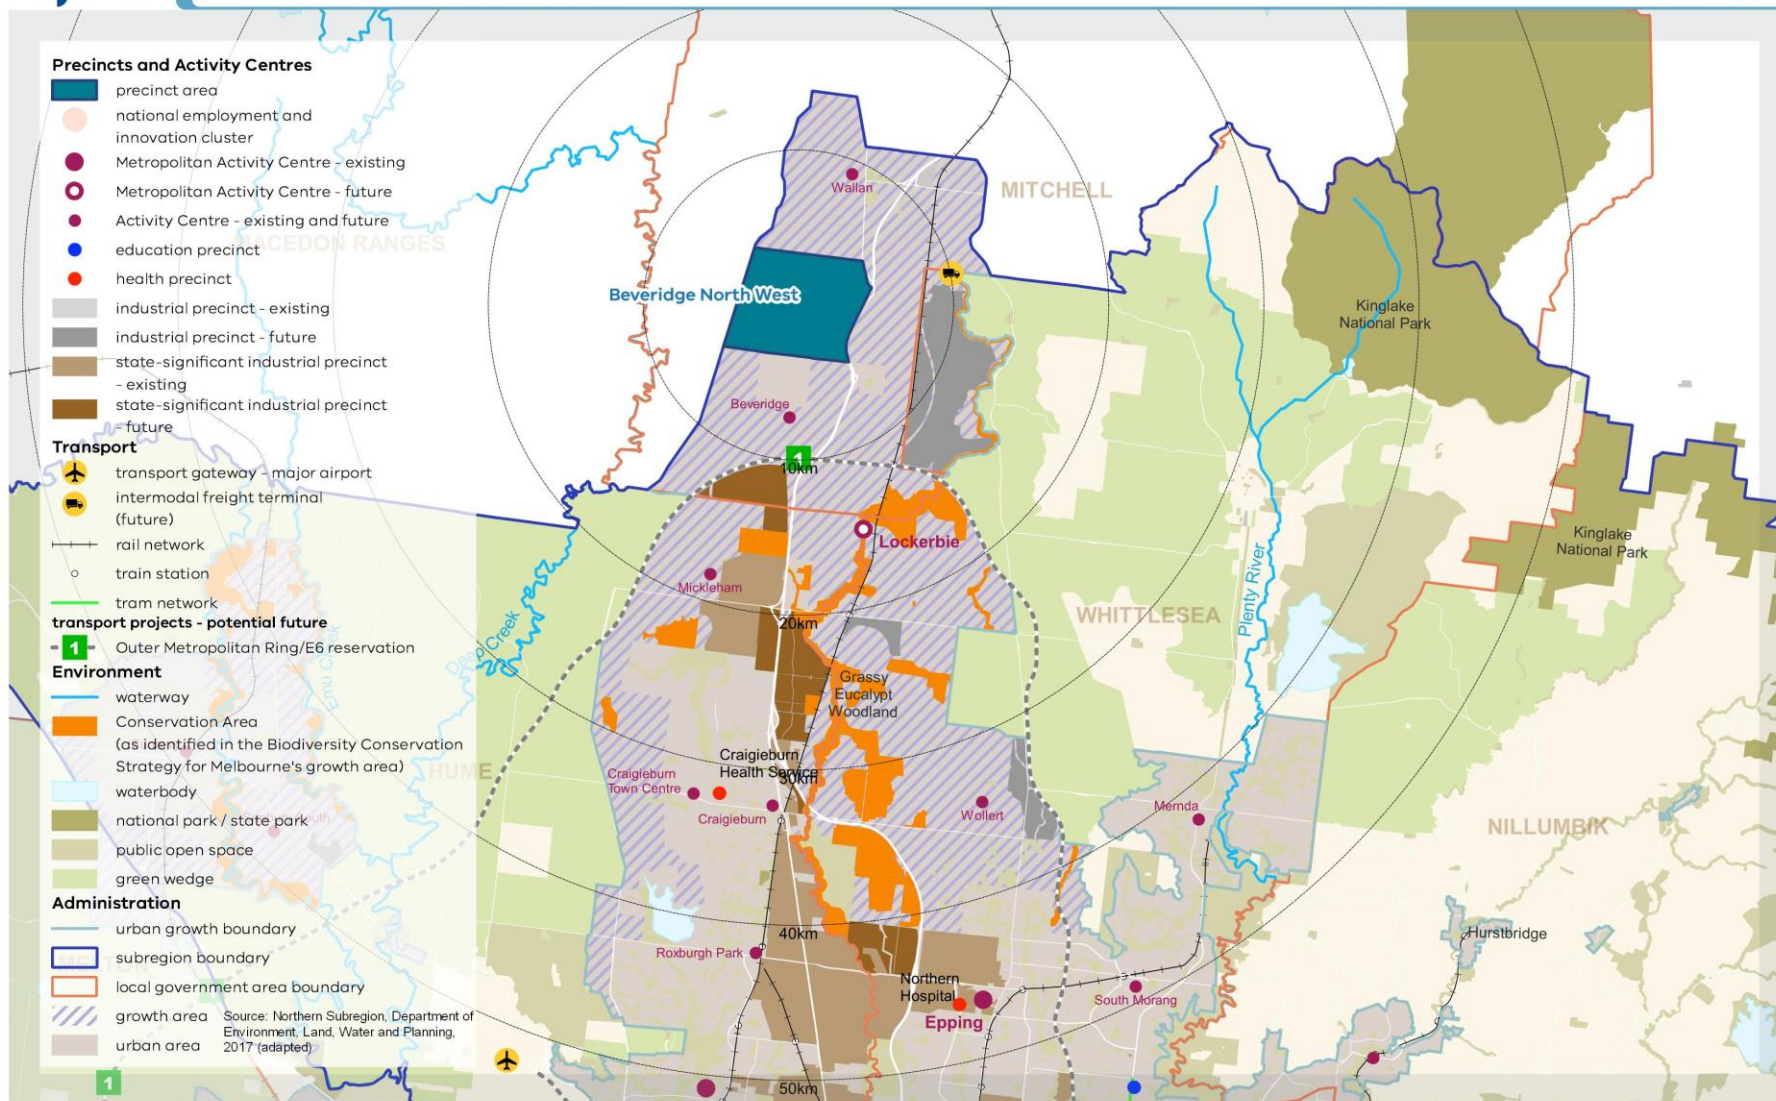 Precincts and Activity Centres
precinct area
national employment and
innovation cluster
Metropolitan Activity Centre - existing
Metropolitan Activity Centre - future
Activity Centre - existing and future
education precinct
health precinct
industrial precinct - existing
industrial precinct - future
state-significant industrial precinct
- existing
state-significant industrial precinct
- future
Transport
transport gateway - major airport
intermodal freight terminal
(future)
rail network
train station
tram network
transport projects - potential future
1
Outer Metropolitan Ring/E6 reservation
Environment
waterway
Conservation Area
(as identified in the Biodiversity Conservation
Strategy for Melbourne's growth area)
waterbody
national park / state park
public open space
green wedge
Administration
urban growth boundary
subregion boundary
local government area boundary
growth area
urban area
Source: Northern Subregion, Department of
Environment, Land, Water and Planning,
2017 (adapted)
1
MACEDON RANGES
HUME
MELTON
Emu Creek
Deep Creek
Wallan
MITCHELL
Beveridge North West
Beveridge
1
10km
Lockerbie
Mickleham
20km
Grassy
Eucalypt
Woodland
Craigieburn
Health Service
30km
Craigieburn
Town Centre
Craigieburn
Wollert
Mernda
WHITTLESEA
Plenty River
Kinglake
National Park
Kinglake
National Park
NILLUMBIK
Hurstbridge
40km
Roxburgh Park
Northern
Hospital
Epping
South Morang
50km